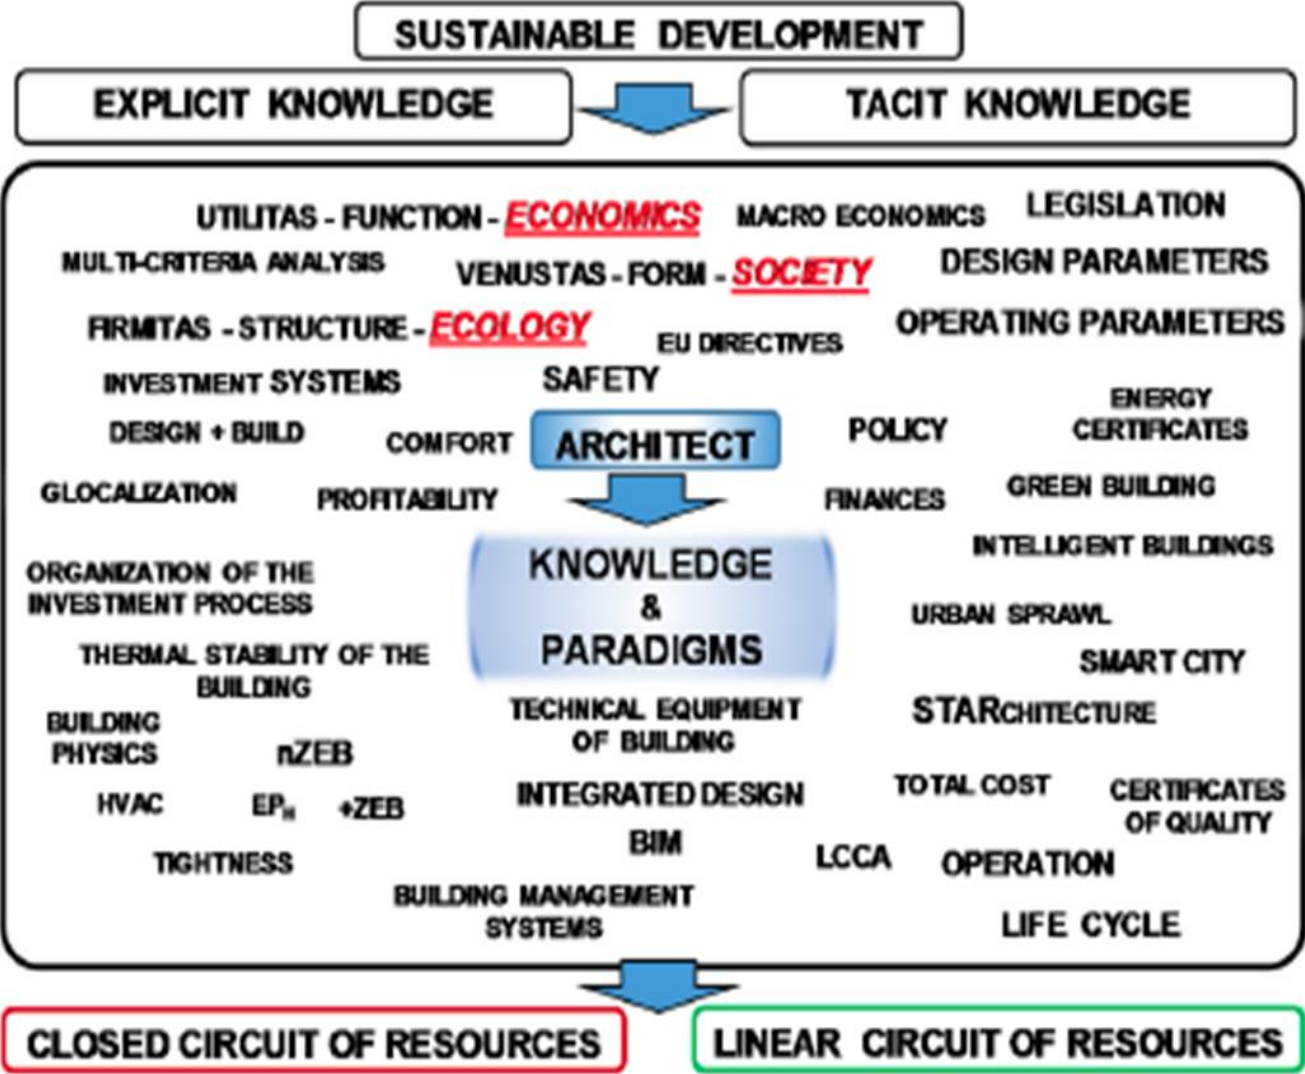 SUSTAINABLE DEVELOPMENT
EXPLICIT KNOWLEDGE
TACIT KNOWLEDGE
UTILITAS - FUNCTION - ECONOMICS
MACRO ECONOMICS
LEGISLATION
MULTI-CRITERIA ANALYSIS
VENUSTAS - FORM - SOCIETY
DESIGN PARAMETERS
FIRMITAS - STRUCTURE - ECOLOGY
EU DIRECTIVES
OPERATING PARAMETERS
INVESTMENT SYSTEMS
SAFETY
ENERGY
CERTIFICATES
DESIGN + BUILD
COMFORT
ARCHITECT
POLICY
GLOCALIZATION
PROFITABILITY
FINANCES
GREEN BUILDING
KNOWLEDGE
&
PARADIGMS
INTELLIGENT BUILDINGS
ORGANIZATION OF THE
INVESTMENT PROCESS
URBAN SPRAWL
THERMAL STABILITY OF THE
BUILDING
SMART CITY
BUILDING
PHYSICS
nZEB
TECHNICAL EQUIPMENT
OF BUILDING
STARCHITECTURE
HVAC
EPH
+ZEB
INTEGRATED DESIGN
TOTAL COST
CERTIFICATES
OF QUALITY
BIM
TIGHTNESS
LCCA
OPERATION
BUILDING MANAGEMENT
SYSTEMS
LIFE CYCLE
CLOSED CIRCUIT OF RESOURCES
LINEAR CIRCUIT OF RESOURCES